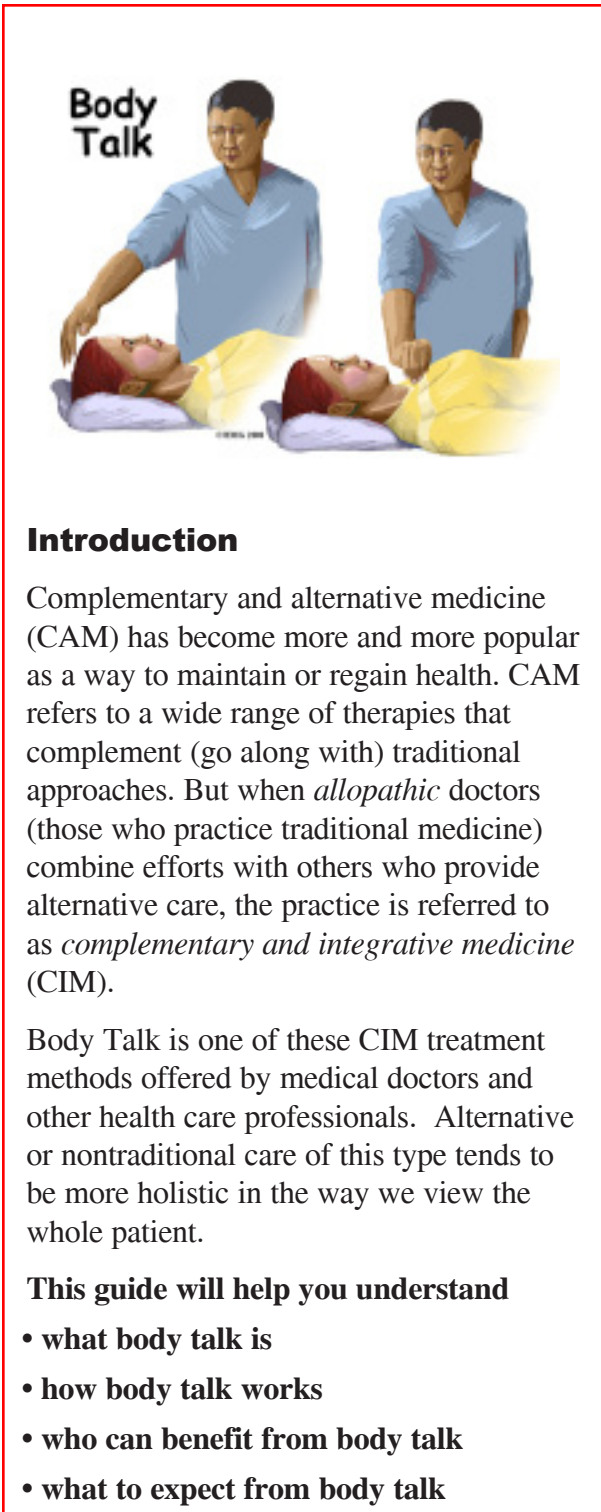 Body
Talk
Introduction
Complementary and alternative medicine
(CAM) has become more and more popular
as a way to maintain or regain health. CAM
refers to a wide range of therapies that
complement (go along with) traditional
approaches. But when allopathic doctors
(those who practice traditional medicine)
combine efforts with others who provide
alternative care, the practice is referred to
as complementary and integrative medicine
(CIM).
Body Talk is one of these CIM treatment
methods offered by medical doctors and
other health care professionals.  Alternative
or nontraditional care of this type tends to
be more holistic in the way we view the
whole patient.
This guide will help you understand
• what body talk is
• how body talk works
• who can benefit from body talk
• what to expect from body talk